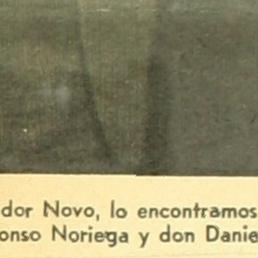 dor Novo, lo encontramos
onso Noriega y don Danie